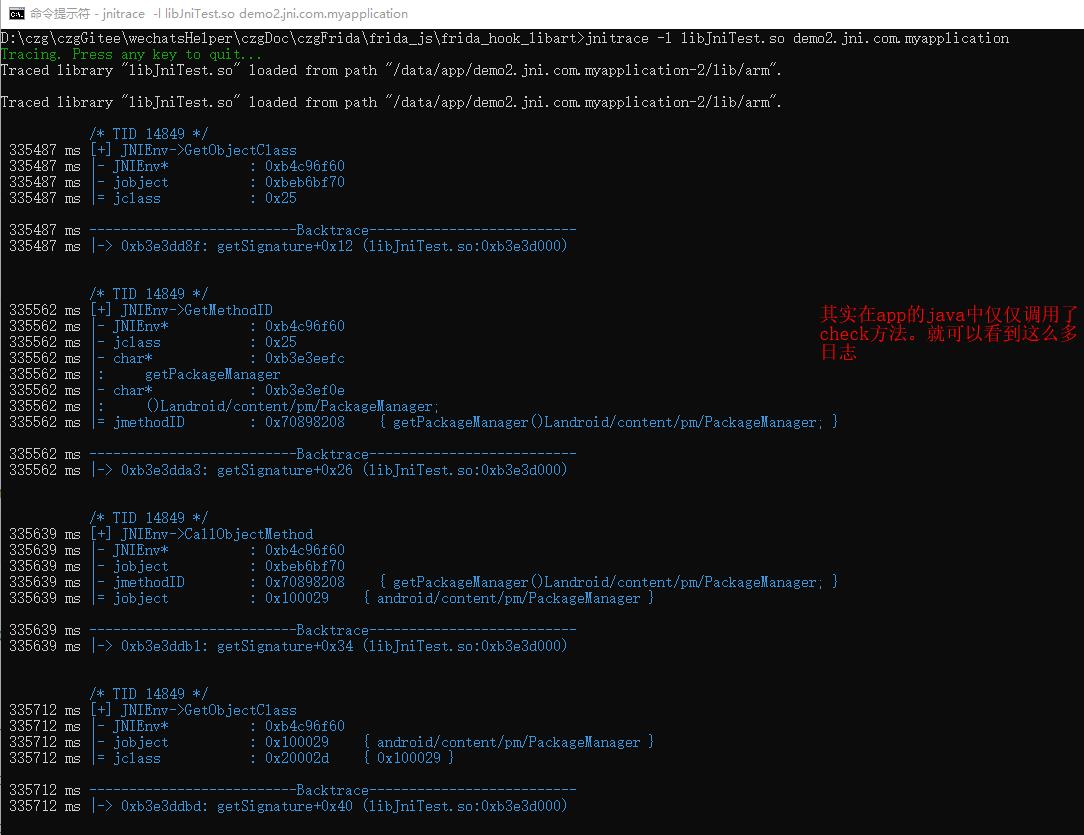 命令提示符 - jnitrace -l libJniTest.so demo2.jni.com.myapplication
D:\czg\czgGitee\wechatsHelper\czgDoc\czgFrida\frida_js\frida_hook_libart>jnitrace -l libJniTest.so demo2.jni.com.myapplication
Tracing. Press any key to quit...
Traced library "libJniTest.so" loaded from path "/data/app/demo2.jni.com.myapplication-2/lib/arm".
Traced library "libJniTest.so" loaded from path "/data/app/demo2.jni.com.myapplication-2/lib/arm".
/* TID 14849 */
335487 ms [+] JNIEnv->GetObjectClass
335487 ms |- JNIEnv* : 0xb4c96f60
335487 ms |- jobject : 0xbeb6bf70
335487 ms |= jclass : 0x25
335487 ms --------------------------Backtrace--------------------------
335487 ms |-> 0xb3e3dd8f: getSignature+0x12 (libJniTest.so:0xb3e3d000)
/* TID 14849 */
335562 ms [+] JNIEnv->GetMethodID
335562 ms |- JNIEnv* : 0xb4c96f60
335562 ms |- jclass : 0x25
335562 ms |- char* : 0xb3e3eefc
335562 ms |: getPackageManager
335562 ms |- char* : 0xb3e3ef0e
335562 ms |: ()Landroid/content/pm/PackageManager;
335562 ms |= jmethodID : 0x70898208 { getPackageManager()Landroid/content/pm/PackageManager; }
335562 ms --------------------------Backtrace--------------------------
335562 ms |-> 0xb3e3dda3: getSignature+0x26 (libJniTest.so:0xb3e3d000)
其实在app的java中仅仅调用了
check方法。就可以看到这么多
日志
/* TID 14849 */
335639 ms [+] JNIEnv->CallObjectMethod
335639 ms |- JNIEnv* : 0xb4c96f60
335639 ms |- jobject : 0xbeb6bf70
335639 ms |- jmethodID : 0x70898208 { getPackageManager()Landroid/content/pm/PackageManager; }
335639 ms |= jobject : 0x100029 { android/content/pm/PackageManager }
335639 ms --------------------------Backtrace--------------------------
335639 ms |-> 0xb3e3ddb1: getSignature+0x34 (libJniTest.so:0xb3e3d000)
/* TID 14849 */
335712 ms [+] JNIEnv->GetObjectClass
335712 ms |- JNIEnv* : 0xb4c96f60
335712 ms |- jobject : 0x100029 { android/content/pm/PackageManager }
335712 ms |= jclass : 0x20002d { 0x100029 }
335712 ms --------------------------Backtrace--------------------------
335712 ms |-> 0xb3e3ddbd: getSignature+0x40 (libJniTest.so:0xb3e3d000)